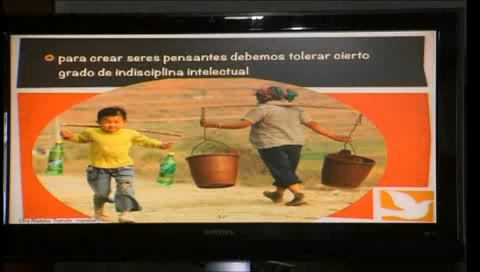 para crear seres pensantes debemos tolerar cierto
grado de indisciplina intelectual